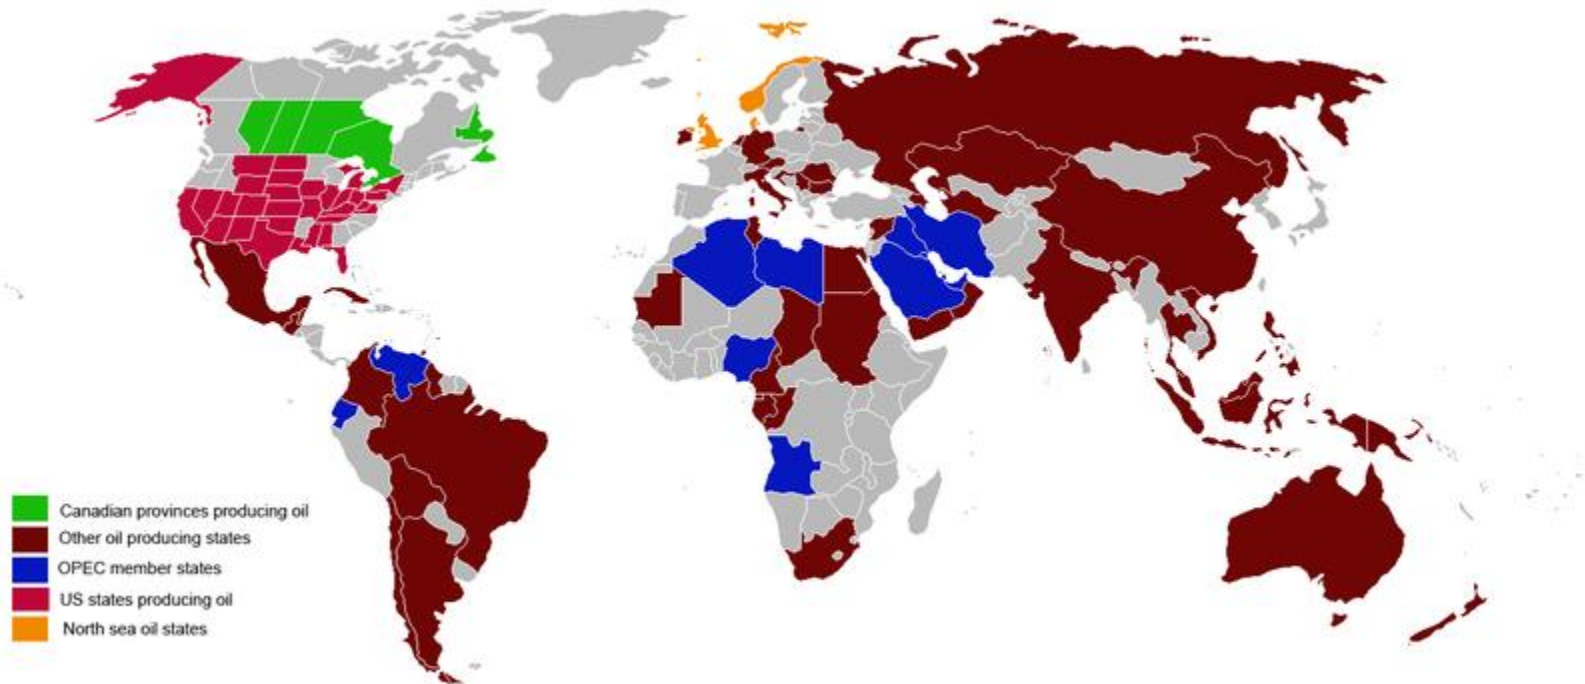 Canadian provinces producing oil
Other oil producing states
OPEC member states
US states producing oil
North sea oil states